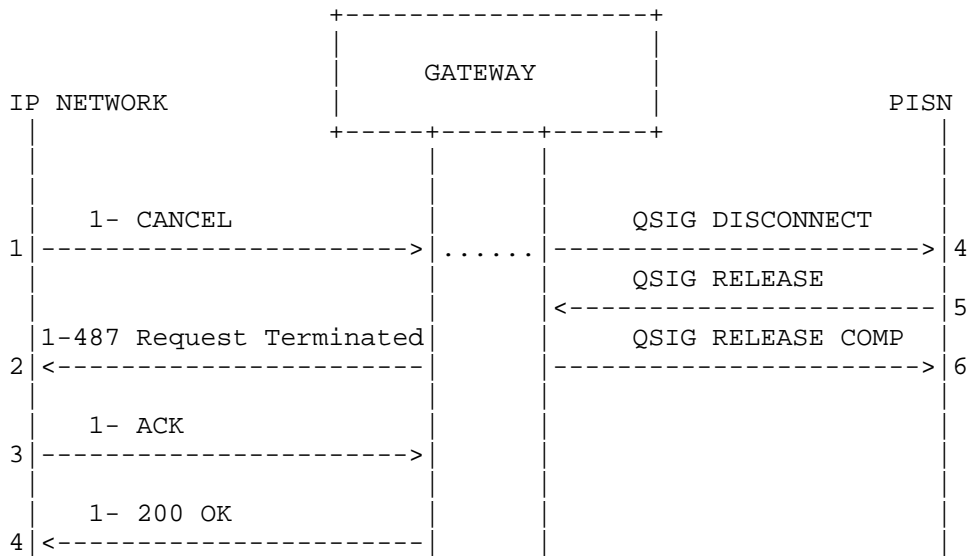 GATEWAY
IP NETWORK PISN
1- CANCEL QSIG DISCONNECT
1 ...... 4
QSIG RELEASE
5
1-487 Request Terminated QSIG RELEASE COMP
2 6
1- ACK
3
1- 200 OK
4